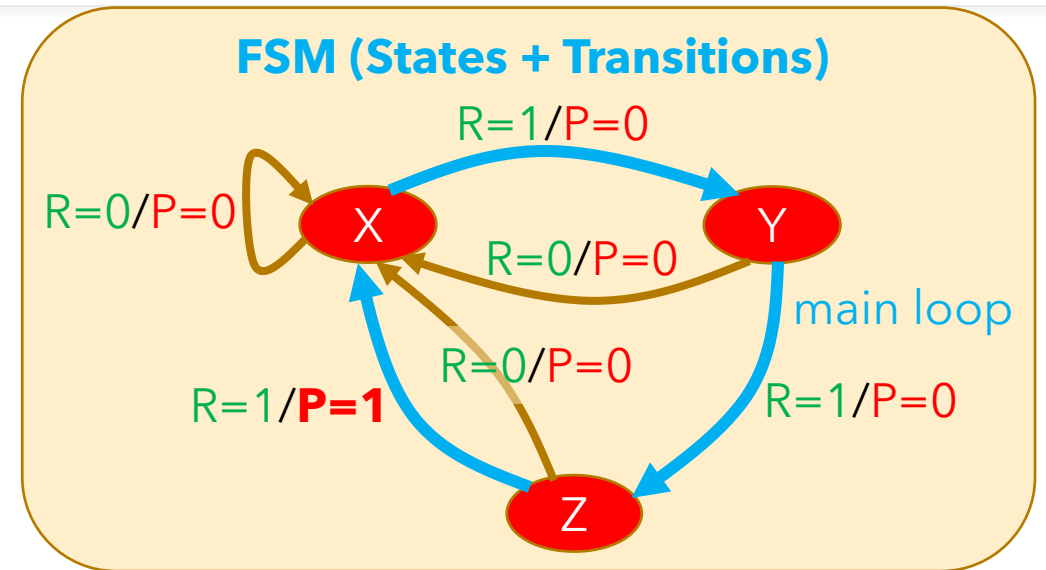 FSM (States + Transitions)
R=1/P=0
R=0/P=0
X
Y
R=0/P=0
main loop
R=0/P=0
R=1/P=1
R=1/P=0
Z